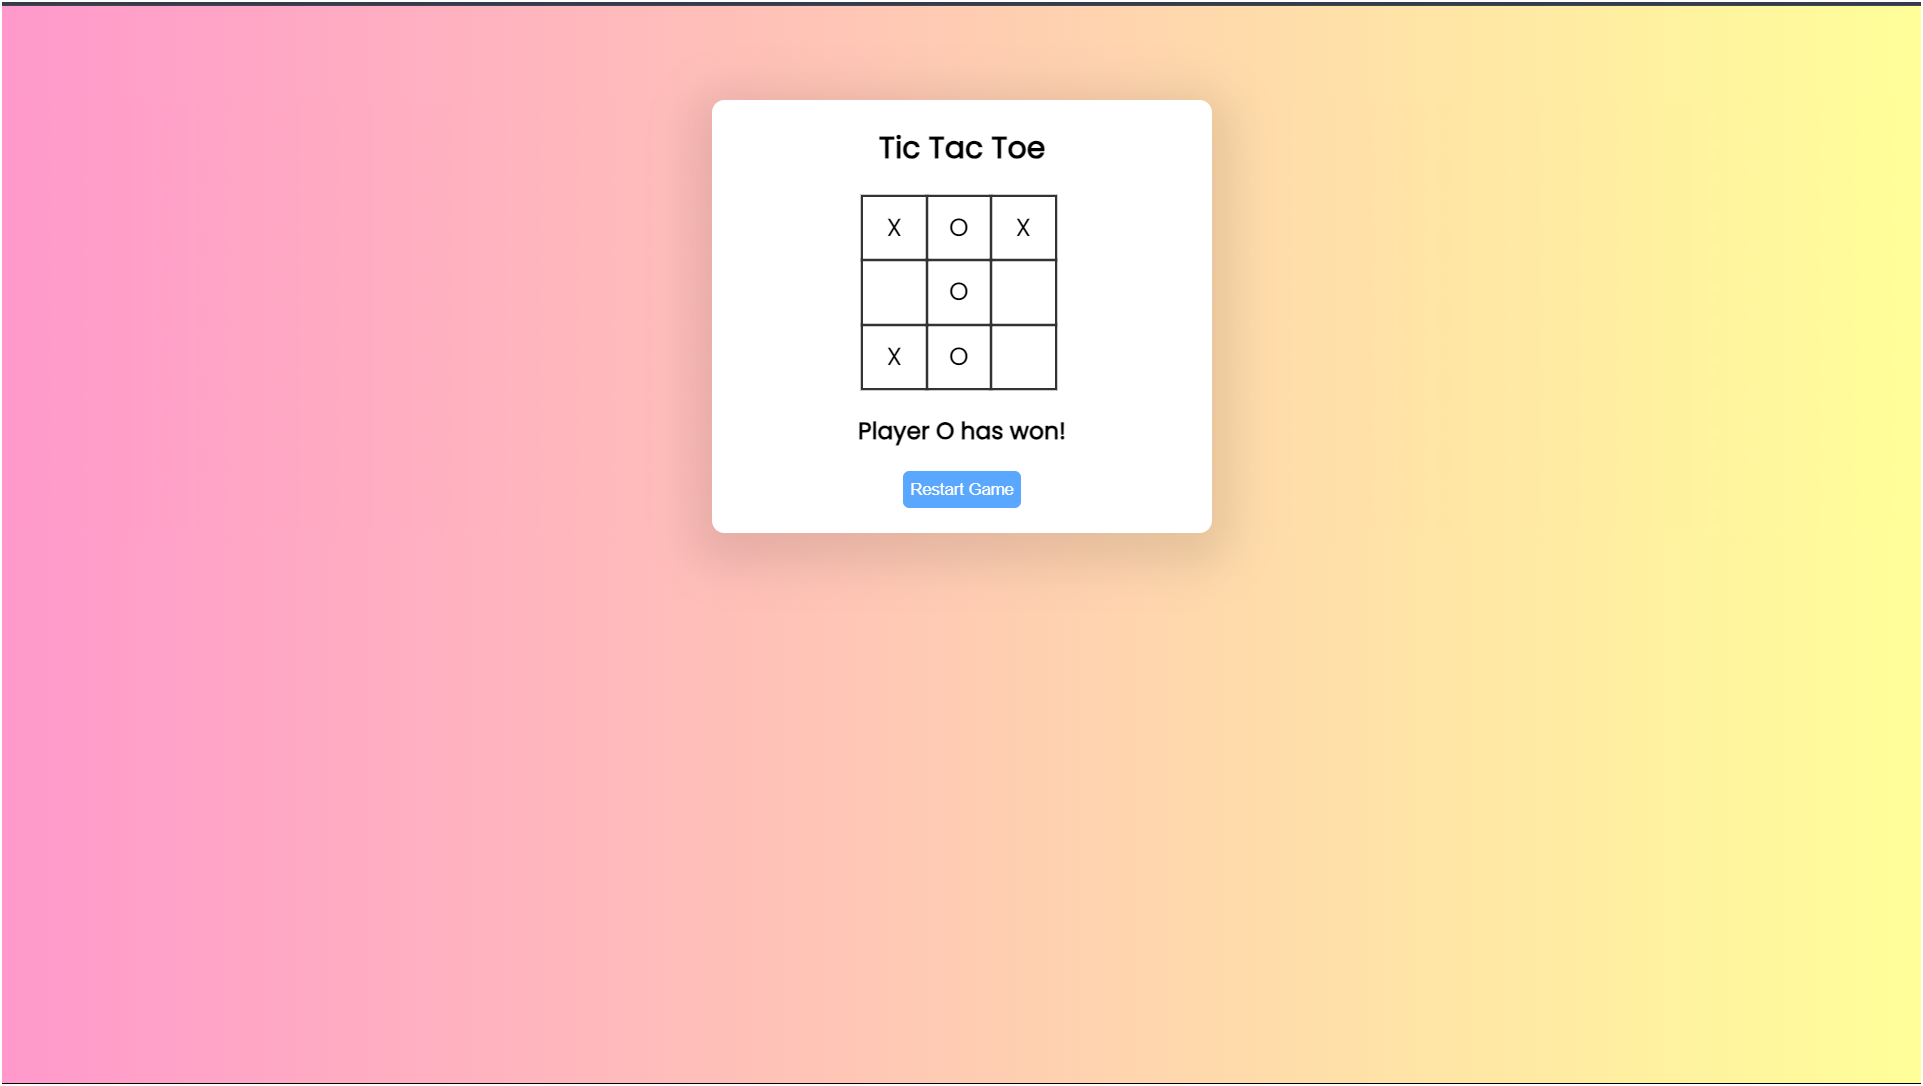 Tic Tac Toe
X O X
O
X O
Player O has won!
Restart Game